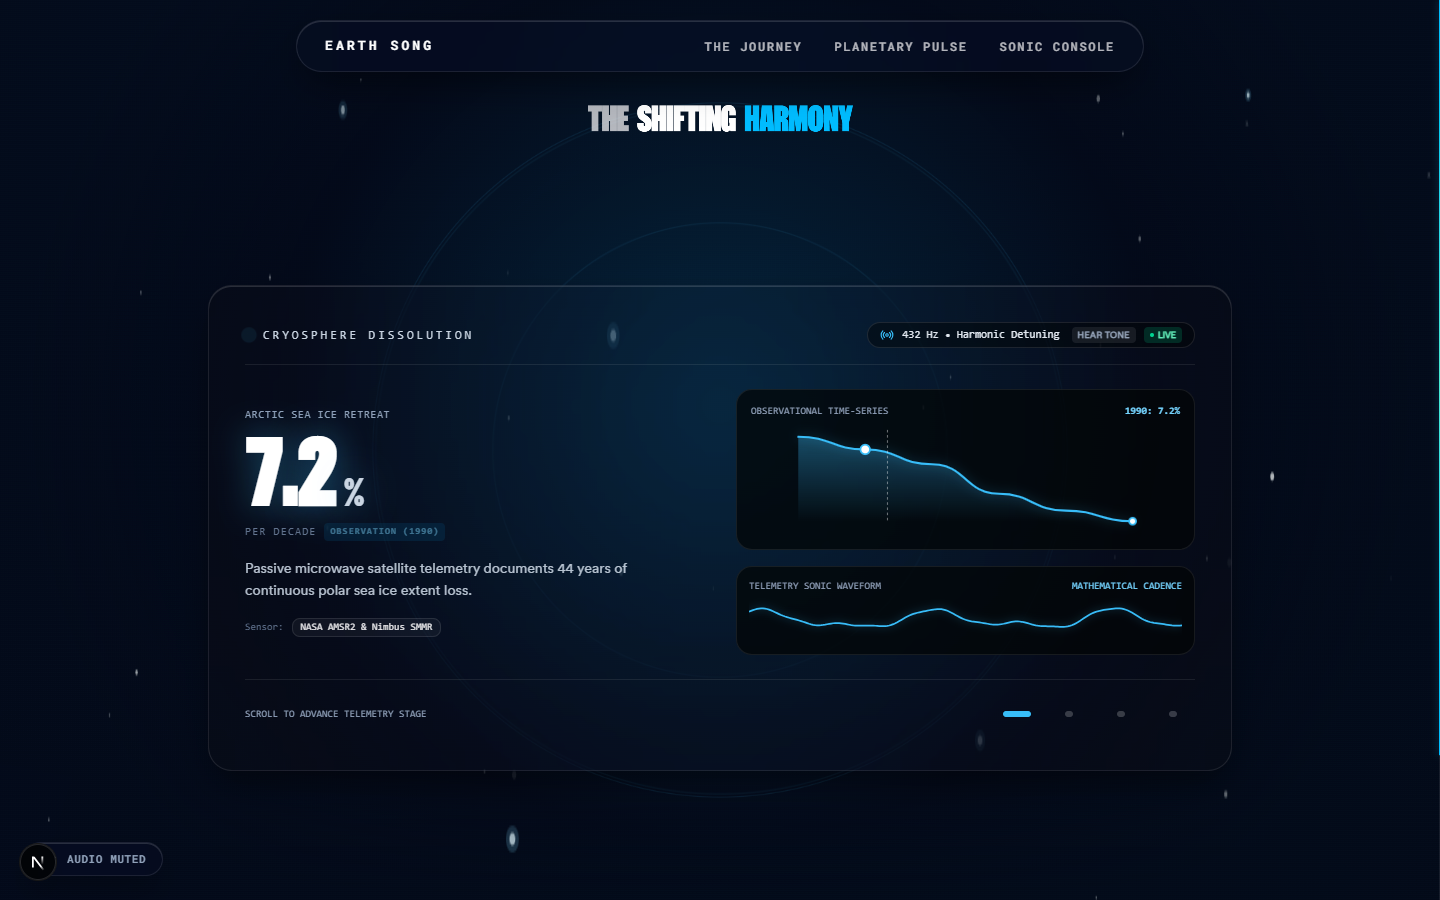 EARTH SONG
THE JOURNEY
PLANETARY PULSE
SONIC CONSOLE
THE SHIFTING HARMONY
CRYOSPHERE DISSOLUTION
432 Hz • Harmonic Detuning
HEAR TONE
LIVE
ARCTIC SEA ICE RETREAT
7.2%
PER DECADE
OBSERVATION (1990)
Passive microwave satellite telemetry documents 44 years of
continuous polar sea ice extent loss.
Sensor:
NASA AMSR2 & Nimbus SMMR
OBSERVATIONAL TIME-SERIES
1990: 7.2%
TELEMETRY SONIC WAVEFORM
MATHEMATICAL CADENCE
SCROLL TO ADVANCE TELEMETRY STAGE
N
AUDIO MUTED